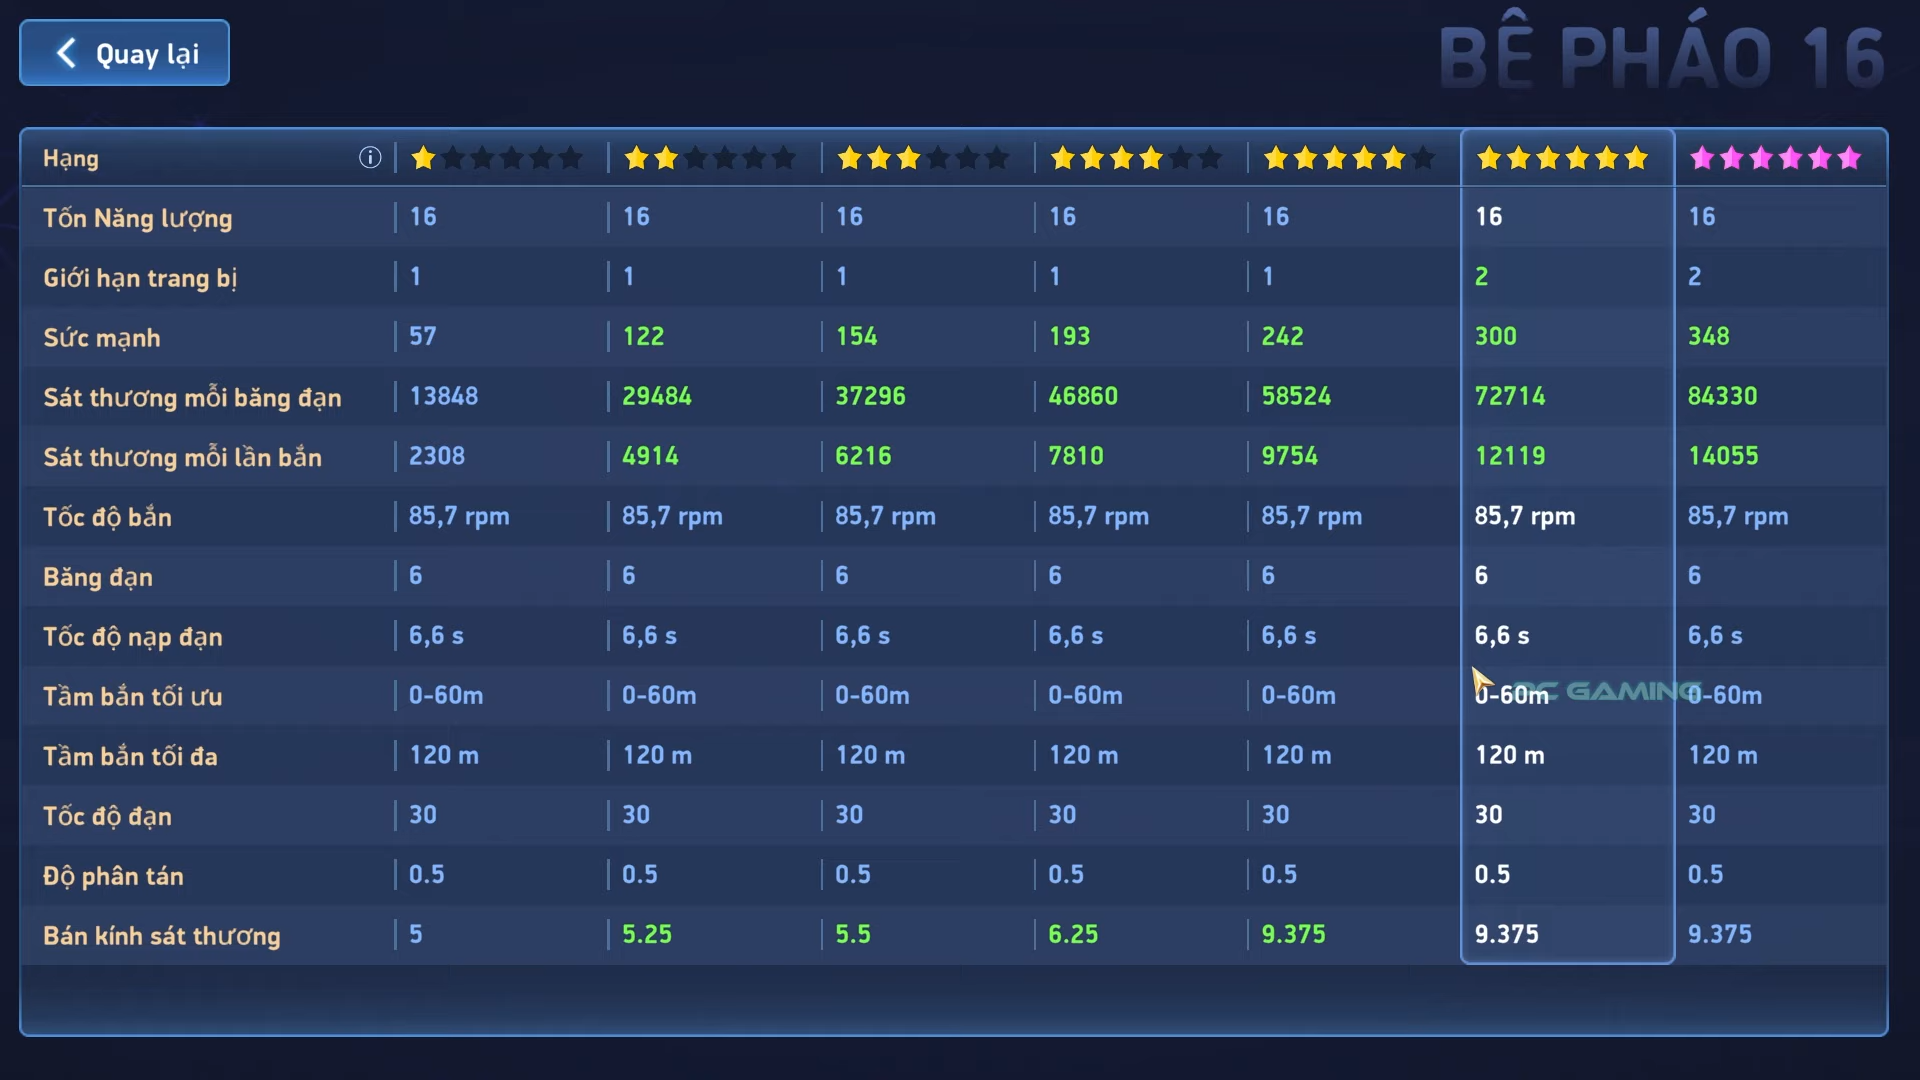 Quay lại
BỆ PHÁO 16
Hạng
Tốn Năng lượng 16 16 16 16 16 16 16
Giới hạn trang bị 1 1 1 1 1 2 2
Sức mạnh 57 122 154 193 242 300 348
Sát thương mỗi băng đạn 13848 29484 37296 46860 58524 72714 84330
Sát thương mỗi lần bắn 2308 4914 6216 7810 9754 12119 14055
Tốc độ bắn 85,7 rpm 85,7 rpm 85,7 rpm 85,7 rpm 85,7 rpm 85,7 rpm 85,7 rpm
Băng đạn 6 6 6 6 6 6 6
Tốc độ nạp đạn 6,6 s 6,6 s 6,6 s 6,6 s 6,6 s 6,6 s 6,6 s
Tầm bắn tối ưu 0-60m 0-60m 0-60m 0-60m 0-60m 0-60m 0-60m
GAMING
Tầm bắn tối đa 120 m 120 m 120 m 120 m 120 m 120 m 120 m
Tốc độ đạn 30 30 30 30 30 30 30
Độ phân tán 0.5 0.5 0.5 0.5 0.5 0.5 0.5
Bán kính sát thương 5 5.25 5.5 6.25 9.375 9.375 9.375